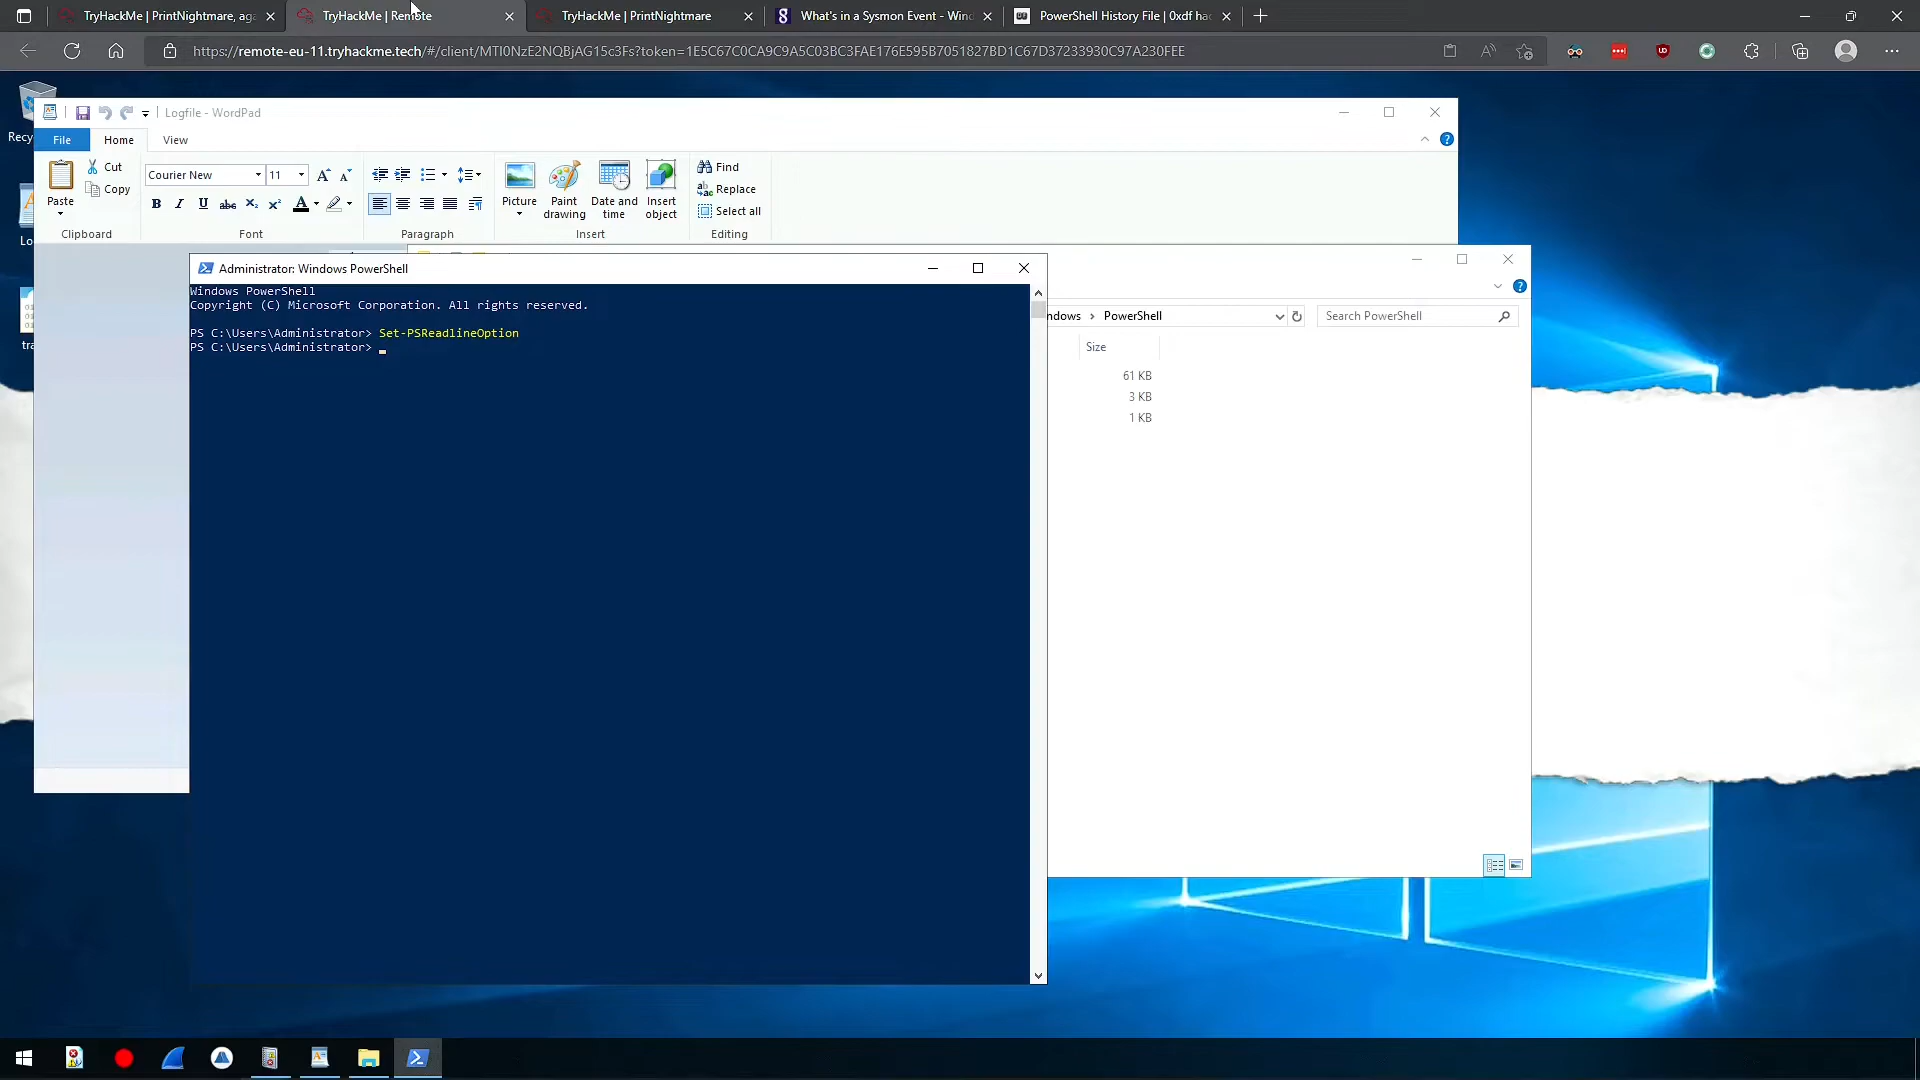 TryHackMe | PrintNightmare, aga
TryHackMe | Remote
TryHackMe | PrintNightmare
What's in a Sysmon Event - Wind
PowerShell History File | 0xdf hac
https://remote-eu-11.tryhackme.tech/#/client/MTI0NzE2NQBjAG15c3Fs?token=1E5C67C0CA9C9A5C03BC3FAE176E595B7051827BD1C67D37233930C97A230FEE
Recy
Lo
tra
Logfile - WordPad
File
Home
View
Paste
Cut
Copy
Clipboard
Courier New
11
B I U abc X₂ X² A
Font
Paragraph
Picture
Paint drawing
Date and time
Insert object
Insert
Find
Replace
Select all
Editing
Administrator: Windows PowerShell
Windows PowerShell
Copyright (C) Microsoft Corporation. All rights reserved.
PS C:\Users\Administrator> Set-PSReadlineOption
PS C:\Users\Administrator>
ndows > PowerShell
Search PowerShell
Size
61 KB
3 KB
1 KB